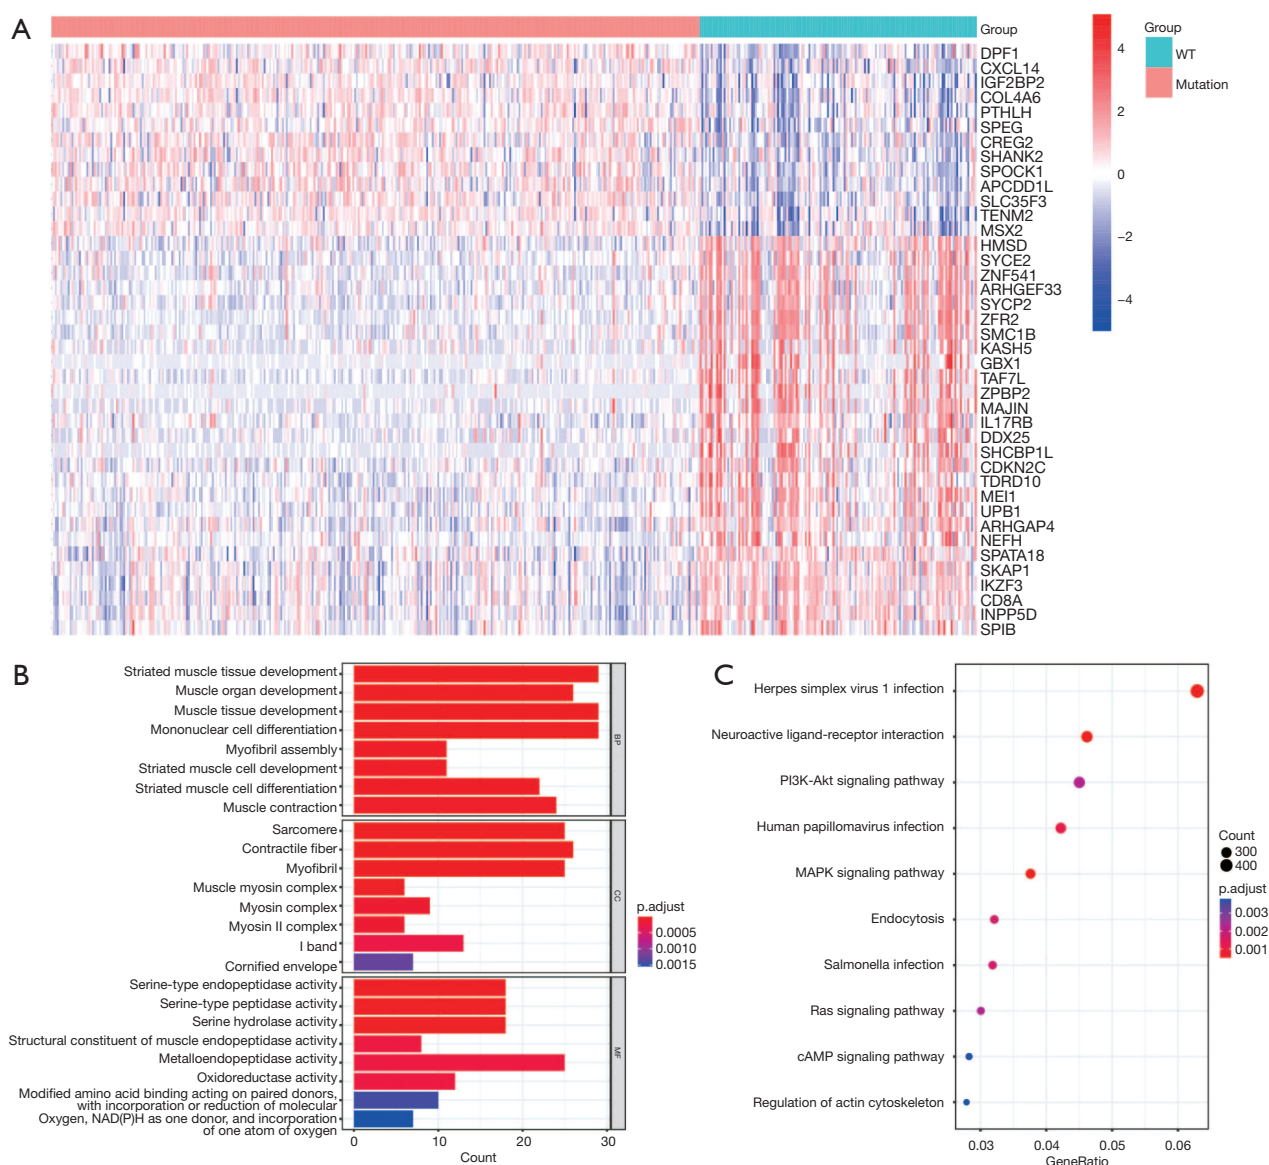 A
Group
DPF1
CXCL14
IGF2BP2
COL4A6
PTHLH
SPEG
CREG2
SHANK2
SPOCK1
APCDD1L
SLC35F3
TENM2
MSX2
HMSD
SYCE2
ZNF541
ARHGEF33
SYCP2
ZFR2
SMC1B
KASH5
GBX1
TAF7L
ZPBP2
MAJIN
IL17RB
DDX25
SHCBP1L
CDKN2C
TDRD10
MEI1
UPB1
ARHGAP4
NEFH
SPATA18
SKAP1
IKZF3
CD8A
INPP5D
SPIB
4
2
0
−2
−4
Group
WT
Mutation
B
Striated muscle tissue development
Muscle organ development
Muscle tissue development
Mononuclear cell differentiation
Myofibril assembly
Striated muscle cell development
Striated muscle cell differentiation
Muscle contraction
BP
Sarcomere
Contractile fiber
Myofibril
Muscle myosin complex
Myosin complex
Myosin II complex
I band
Cornified envelope
CC
Serine-type endopeptidase activity
Serine-type peptidase activity
Serine hydrolase activity
Structural constituent of muscle endopeptidase activity
Metalloendopeptidase activity
Oxidoreductase activity
Modified amino acid binding acting on paired donors,
with incorporation or reduction of molecular
Oxygen, NAD(P)H as one donor, and incorporation
of one atom of oxygen
MF
0 10 20 30
Count
p.adjust
0.0005
0.0010
0.0015
C
Herpes simplex virus 1 infection
Neuroactive ligand-receptor interaction
PI3K-Akt signaling pathway
Human papillomavirus infection
MAPK signaling pathway
Endocytosis
Salmonella infection
Ras signaling pathway
cAMP signaling pathway
Regulation of actin cytoskeleton
0.03 0.04 0.05 0.06
GeneRatio
Count
300
400
p.adjust
0.003
0.002
0.001